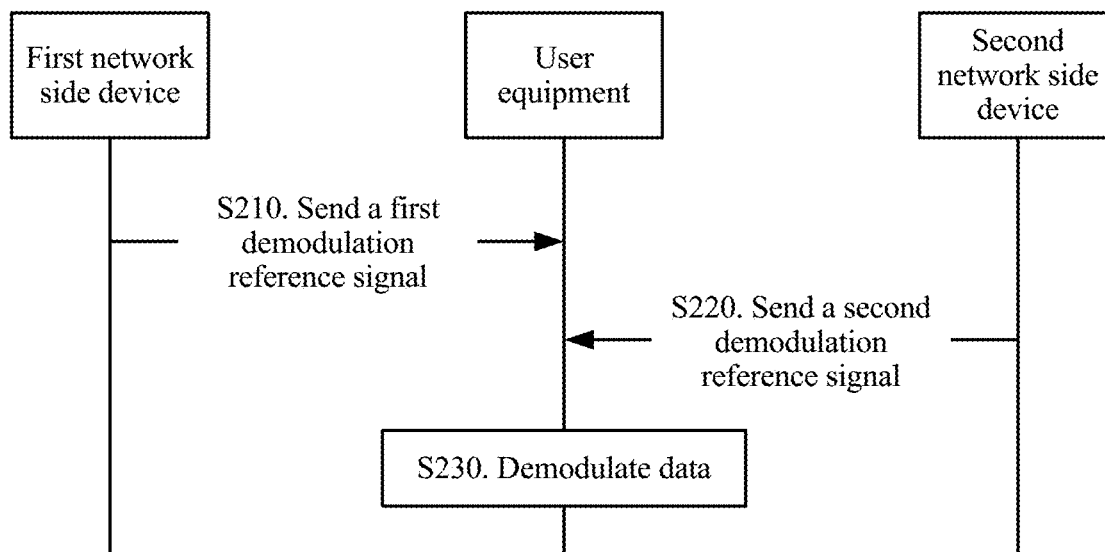 First network
side device
User
equipment
Second
network side
device
S210. Send a first
demodulation
reference signal
S220. Send a second
demodulation
reference signal
S230. Demodulate data